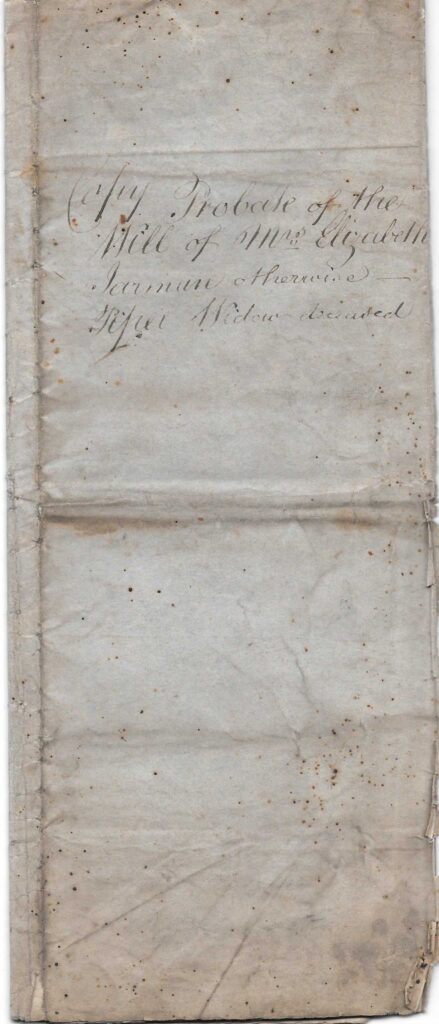 Copy Probate of the
Will of Mrs Elizabeth
Jarman otherwise —
Widow deceased